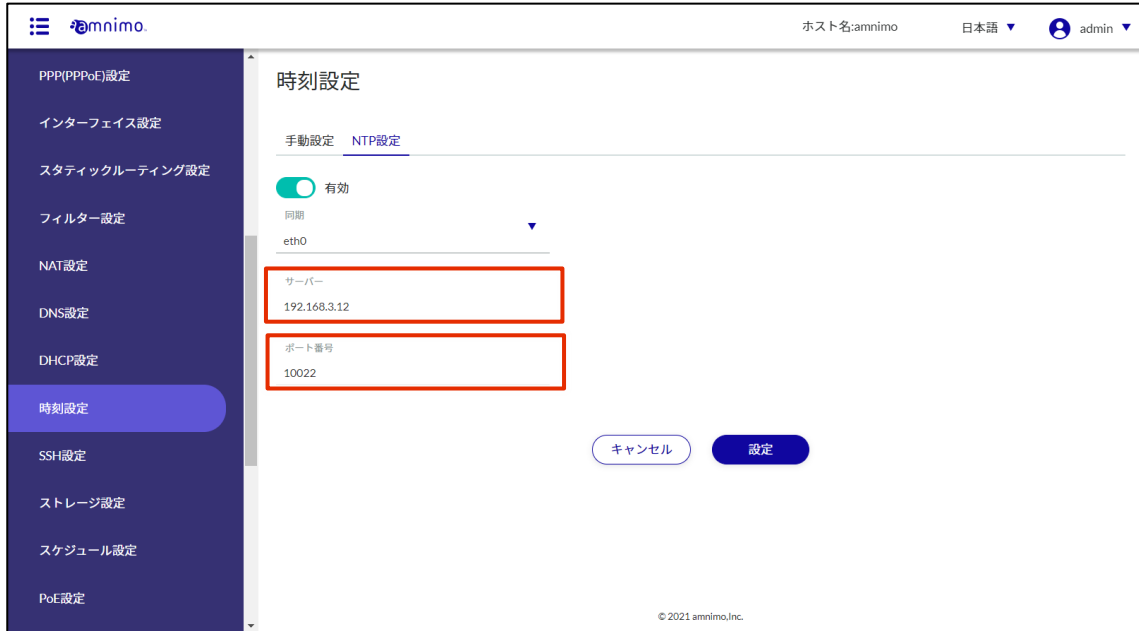 amnimo.
ホスト名:amnimo
日本語 ▼
admin ▼
PPP(PPPoE)設定
インターフェイス設定
スタティックルーティング設定
フィルター設定
NAT設定
DNS設定
DHCP設定
時刻設定
SSH設定
ストレージ設定
スケジュール設定
PoE設定
時刻設定
手動設定 NTP設定
有効
同期
eth0
サーバー
192.168.3.12
ポート番号
10022
キャンセル
設定
© 2021 amnimo,Inc.